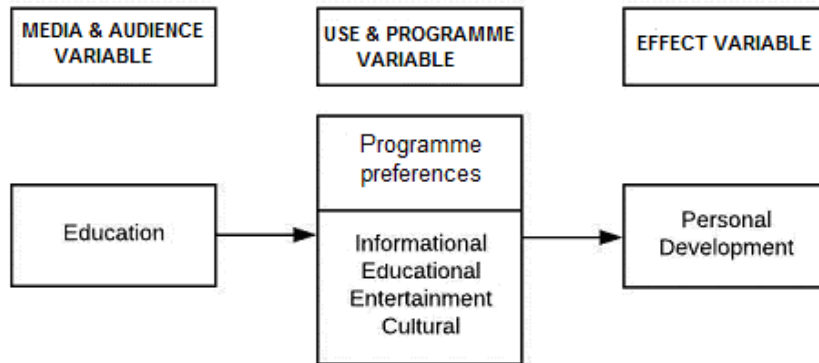 MEDIA & AUDIENCE
VARIABLE
USE & PROGRAMME
VARIABLE
EFFECT VARIABLE
Education
Programme
preferences
Informational
Educational
Entertainment
Cultural
Personal
Development